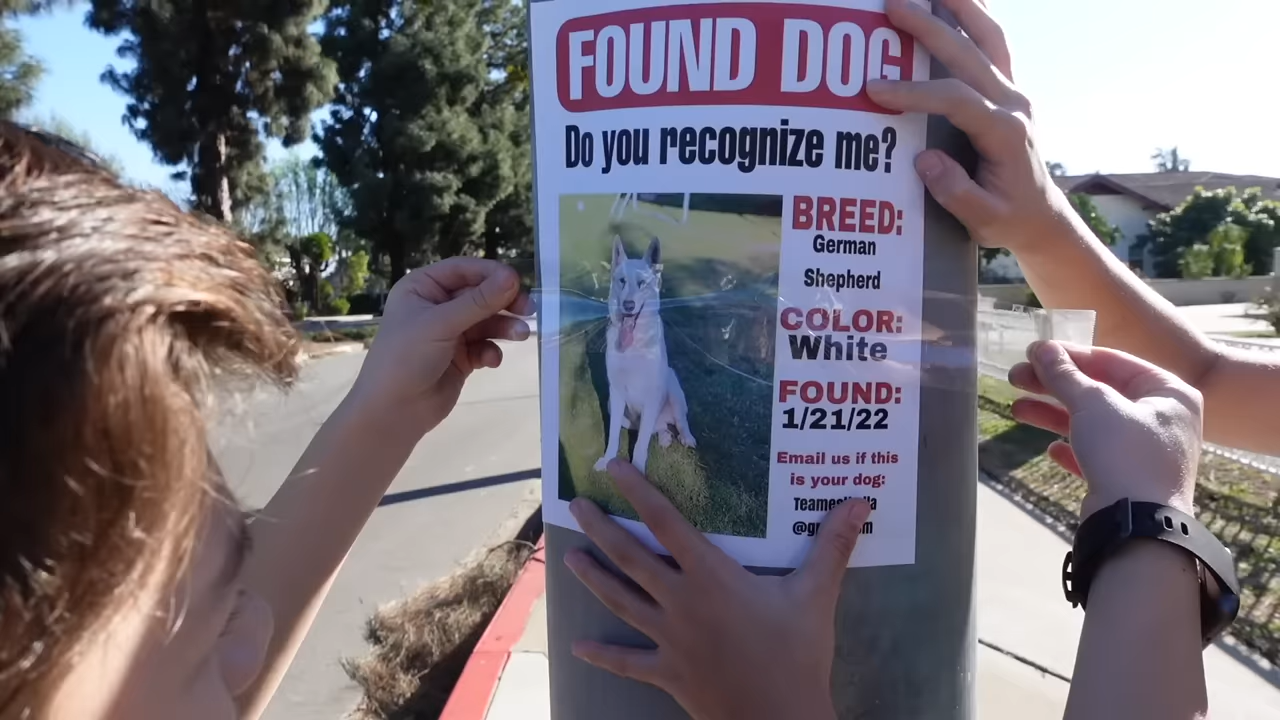 FOUND DOG
Do you recognize me?
BREED:
German
Shepherd
COLOR:
White
FOUND:
1/21/22
Email us if this
is your dog: